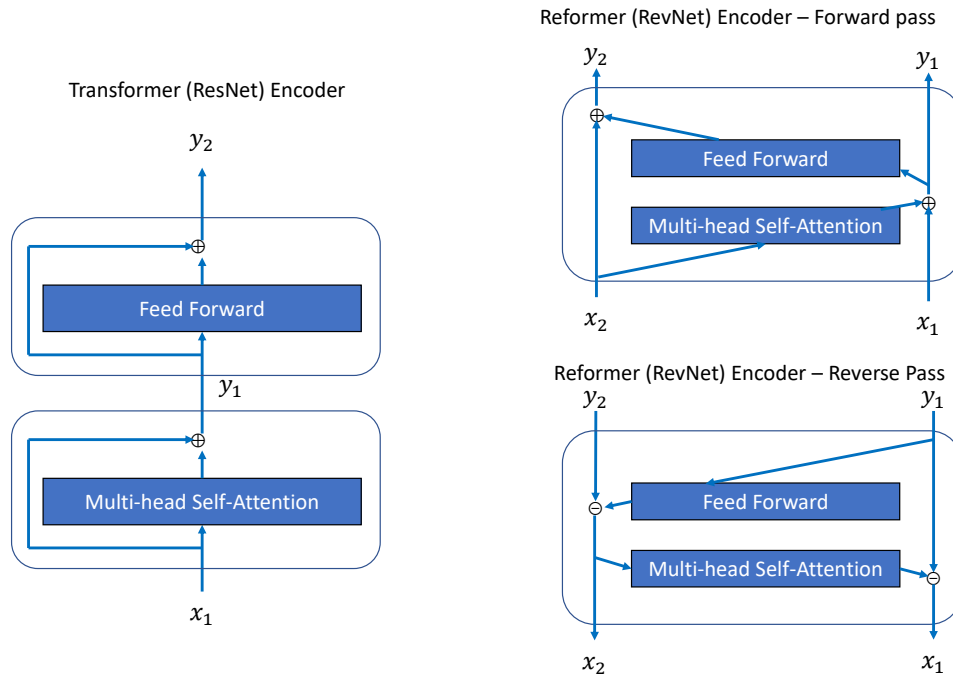 Transformer (ResNet) Encoder
y₂
Feed Forward
y₁
Multi-head Self-Attention
x₁
Reformer (RevNet) Encoder – Forward pass
y₂ y₁
Feed Forward
Multi-head Self-Attention
x₂ x₁
Reformer (RevNet) Encoder – Reverse Pass
y₂ y₁
Feed Forward
Multi-head Self-Attention
x₂ x₁